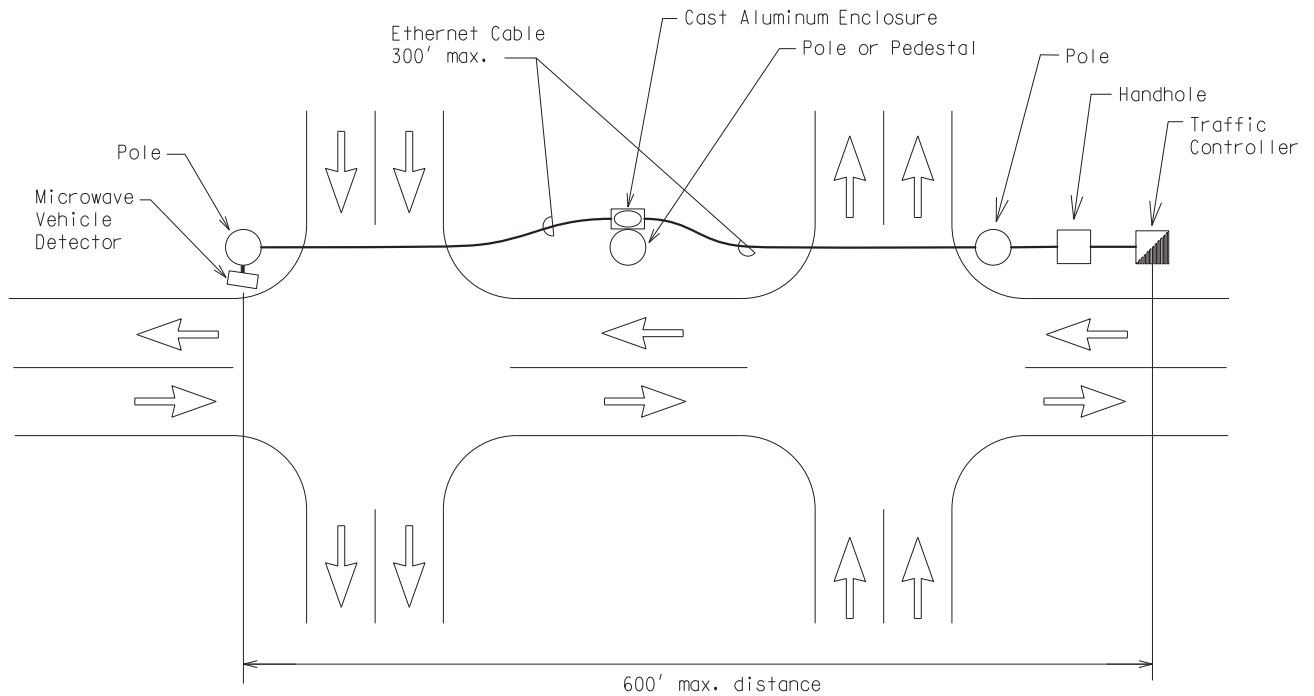 Cast Aluminum Enclosure
Ethernet Cable
300' max.
Pole or Pedestal
Pole
Handhole
Traffic
Controller
Pole
Microwave
Vehicle
Detector
600' max. distance